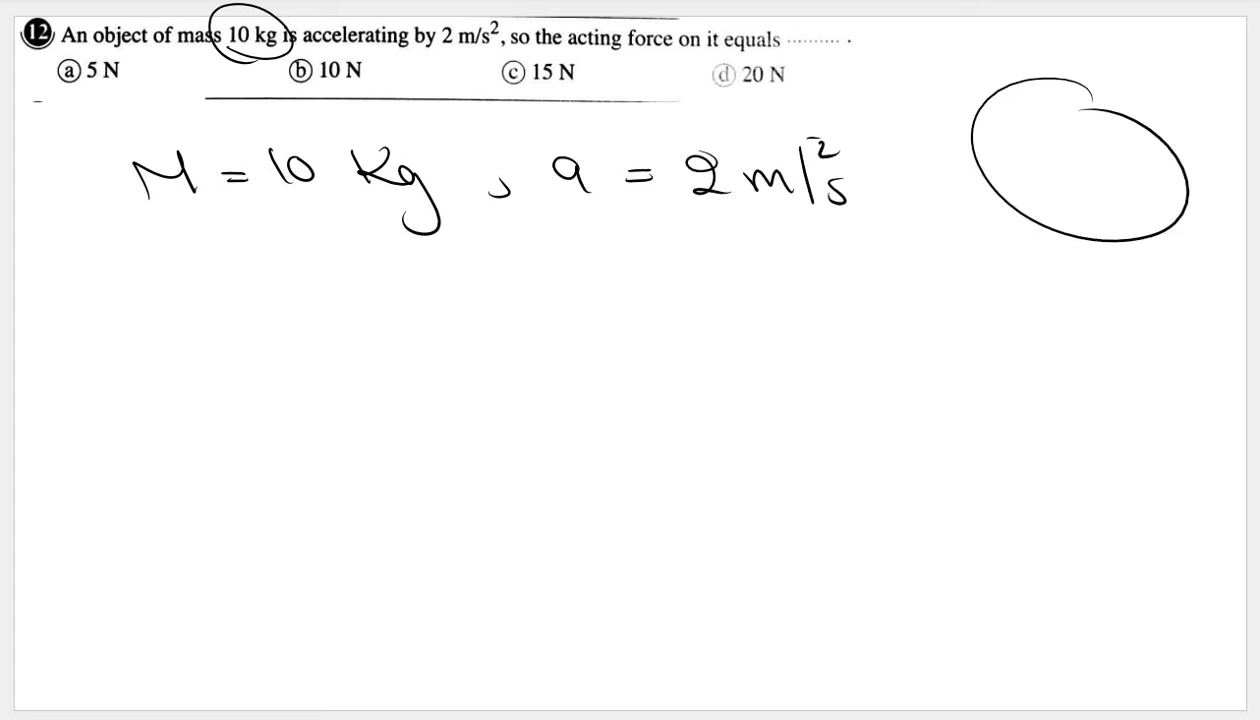 12 An object of mass 10 kg is accelerating by 2 m/s², so the acting force on it equals .......... .
ⓐ 5 N ⓑ 10 N ⓒ 15 N ⓓ 20 N
M = 10 Kg , a = 2 m/s²